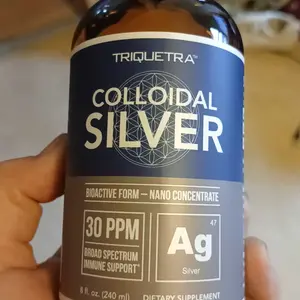 TRIQUETRA™
COLLOIDAL
SILVER
BIOACTIVE FORM — NANO CONCENTRATE
30 PPM
BROAD SPECTRUM
IMMUNE SUPPORT*
47
Ag
Silver
8 fl. oz. (240 ml)
DIETARY SUPPLEMENT